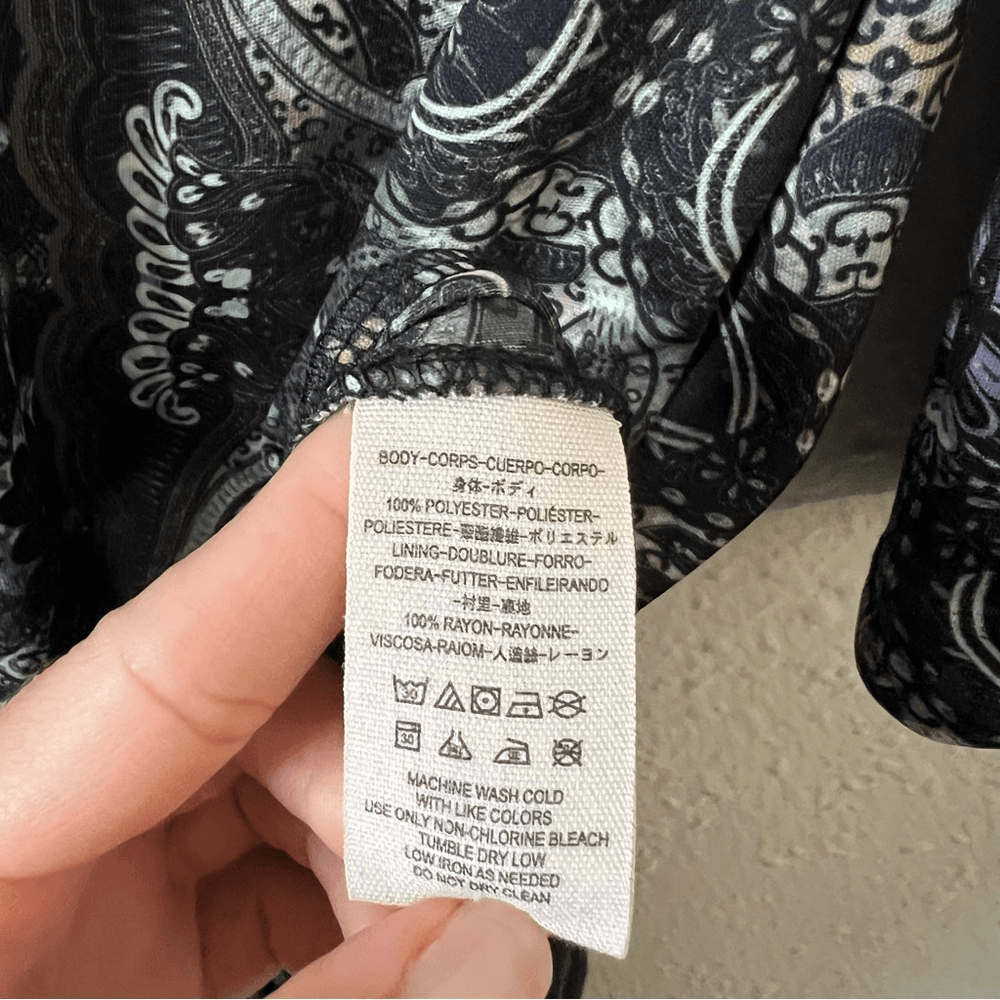 BODY-CORPS-CUERPO-CORPO-
身体-ボディ
100% POLYESTER-POLIÉSTER-
POLIESTERE-聚酯纖維-ポリエステル
LINING-DOUBLURE-FORRO-
FODERA-FUTTER-ENFILEIRANDO
-衬里-裏地
100% RAYON-RAYONNE-
VISCOSA-RAIOM-人造絲-レーヨン
30
30
MACHINE WASH COLD
WITH LIKE COLORS
USE ONLY NON-CHLORINE BLEACH
TUMBLE DRY LOW
LOW IRON AS NEEDED
DO NOT DRY CLEAN